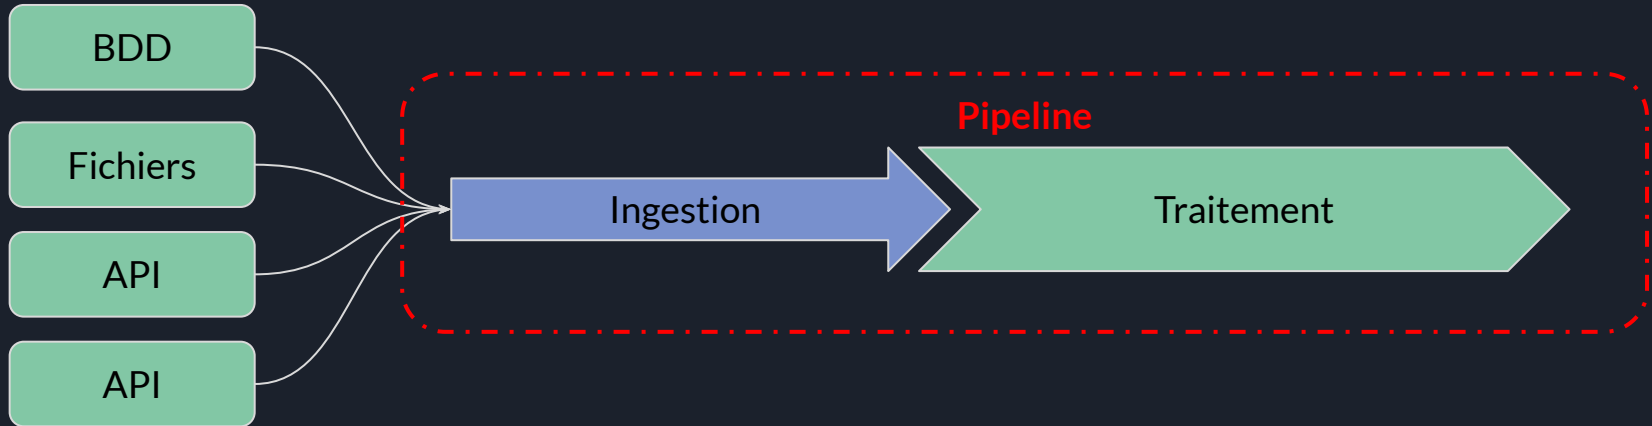 BDD
Fichiers
API
API
Pipeline
Ingestion
Traitement